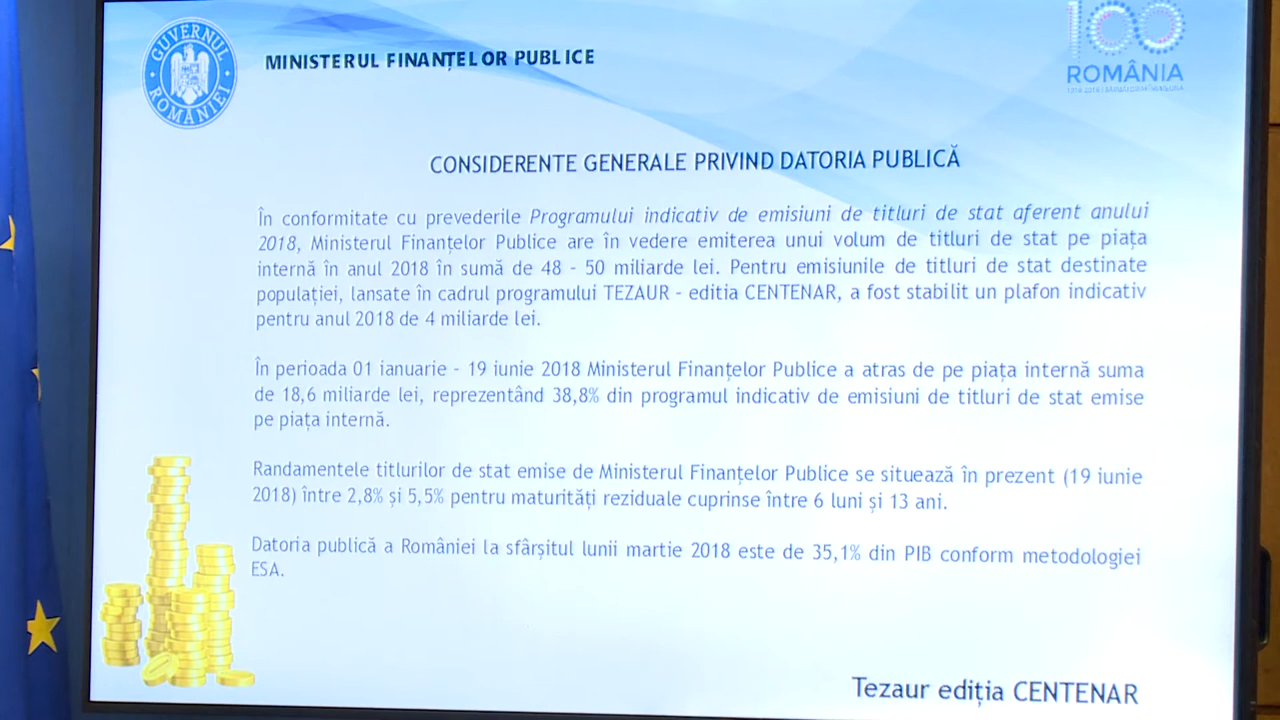 GUVERNUL ROMÂNIEI
MINISTERUL FINANȚELOR PUBLICE
100
ROMÂNIA
CONSIDERENTE GENERALE PRIVIND DATORIA PUBLICĂ
În conformitate cu prevederile Programului indicativ de emisiuni de titluri de stat aferent anului
2018, Ministerul Finanțelor Publice are în vedere emiterea unui volum de titluri de stat pe piața
internă în anul 2018 în sumă de 48 - 50 miliarde lei. Pentru emisiunile de titluri de stat destinate
populației, lansate în cadrul programului TEZAUR - editia CENTENAR, a fost stabilit un plafon indicativ
pentru anul 2018 de 4 miliarde lei.
În perioada 01 ianuarie - 19 iunie 2018 Ministerul Finanțelor Publice a atras de pe piața internă suma
de 18,6 miliarde lei, reprezentând 38,8% din programul indicativ de emisiuni de titluri de stat emise
pe piața internă.
Randamentele titlurilor de stat emise de Ministerul Finanțelor Publice se situează în prezent (19 iunie
2018) între 2,8% și 5,5% pentru maturități reziduale cuprinse între 6 luni și 13 ani.
Datoria publică a României la sfârșitul lunii martie 2018 este de 35,1% din PIB conform metodologiei
ESA.
Tezaur ediția CENTENAR